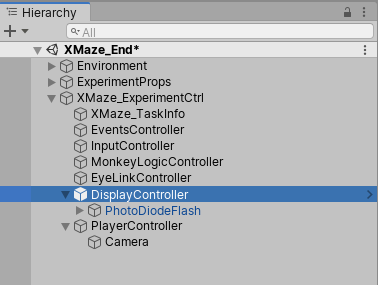 Hierarchy
All
XMaze_End*
Environment
ExperimentProps
XMaze_ExperimentCtrl
XMaze_TaskInfo
EventsController
InputController
MonkeyLogicController
EyeLinkController
DisplayController
PhotoDiodeFlash
PlayerController
Camera